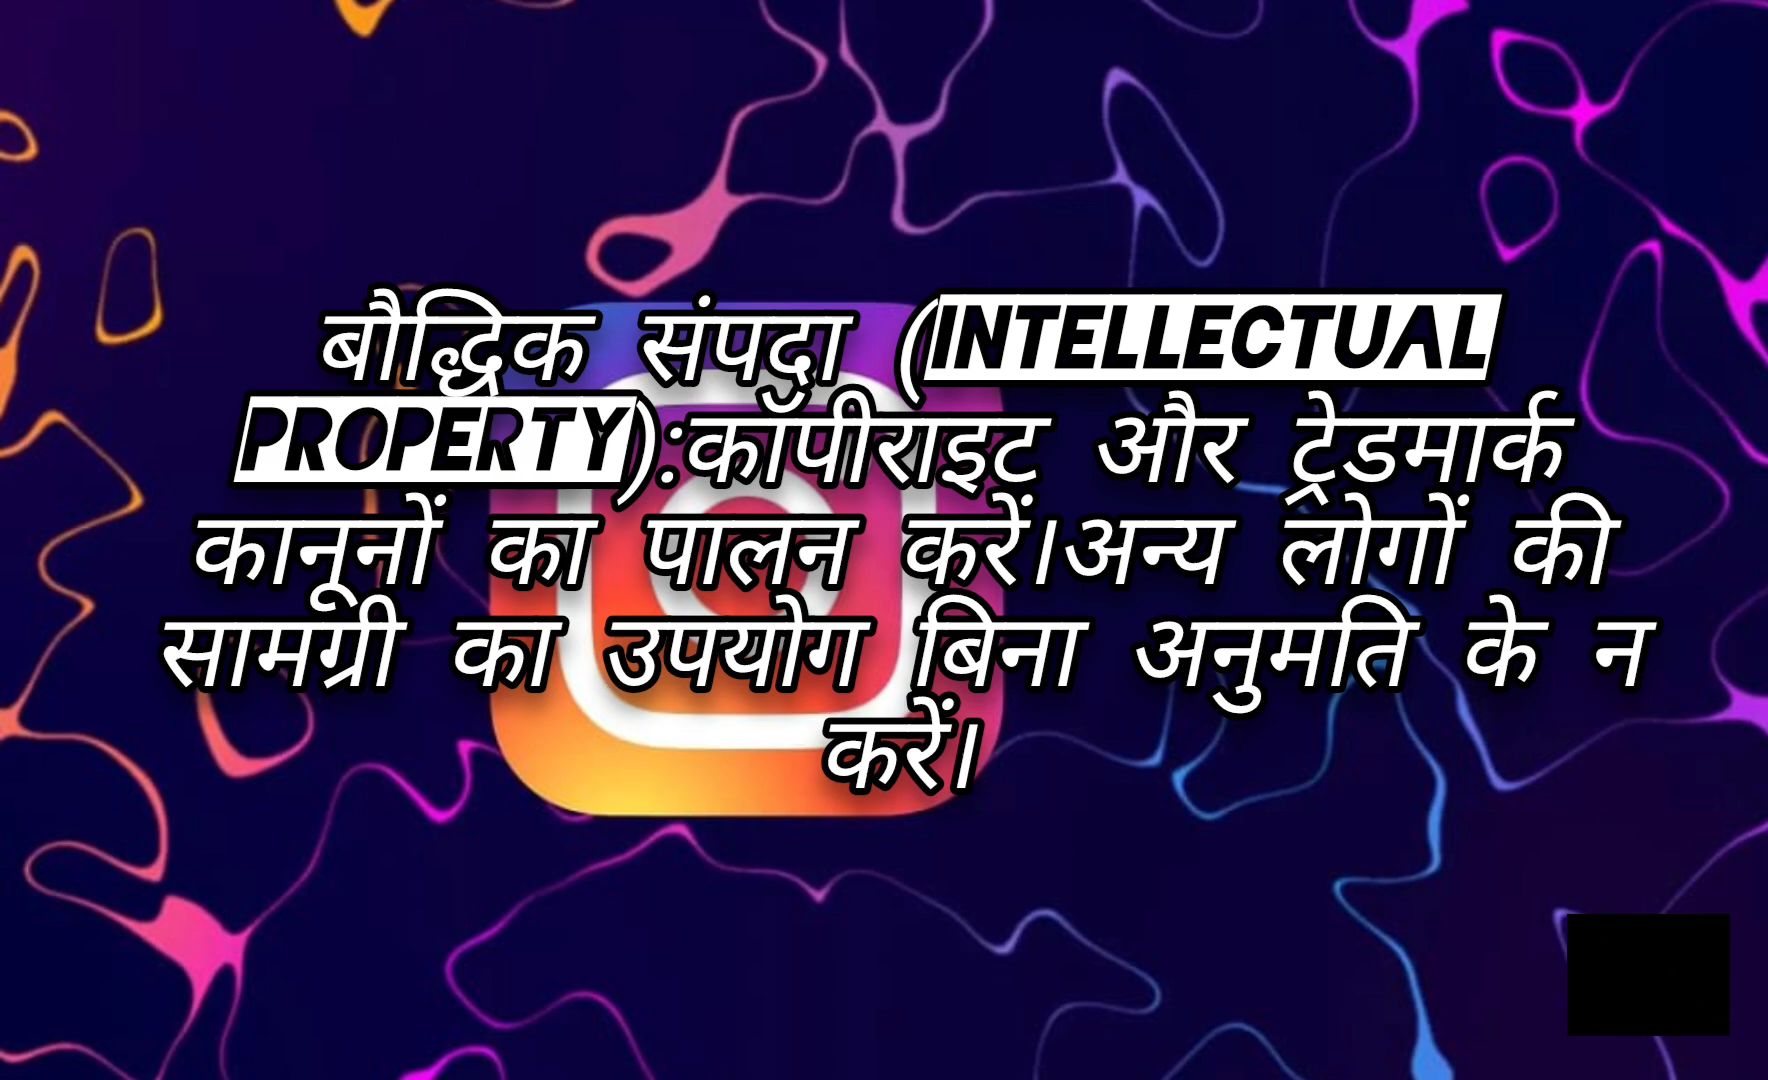 बौद्धिक संपदा (INTELLECTUAL
PROPERTY):कॉपीराइट और ट्रेडमार्क
कानूनों का पालन करें।अन्य लोगों की
सामग्री का उपयोग बिना अनुमति के न
करें।